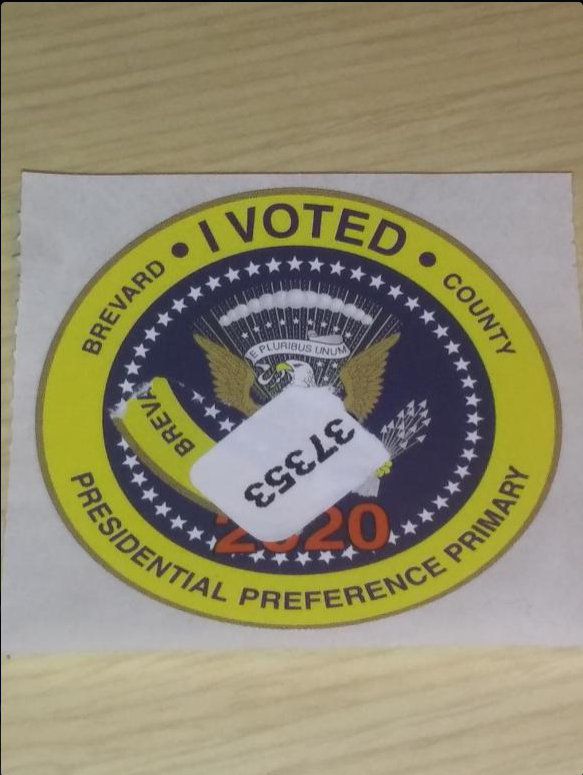 • I VOTED •
BREVARD
COUNTY
E PLURIBUS UNUM
BREVA
37353
2020
PRESIDENTIAL PREFERENCE PRIMARY